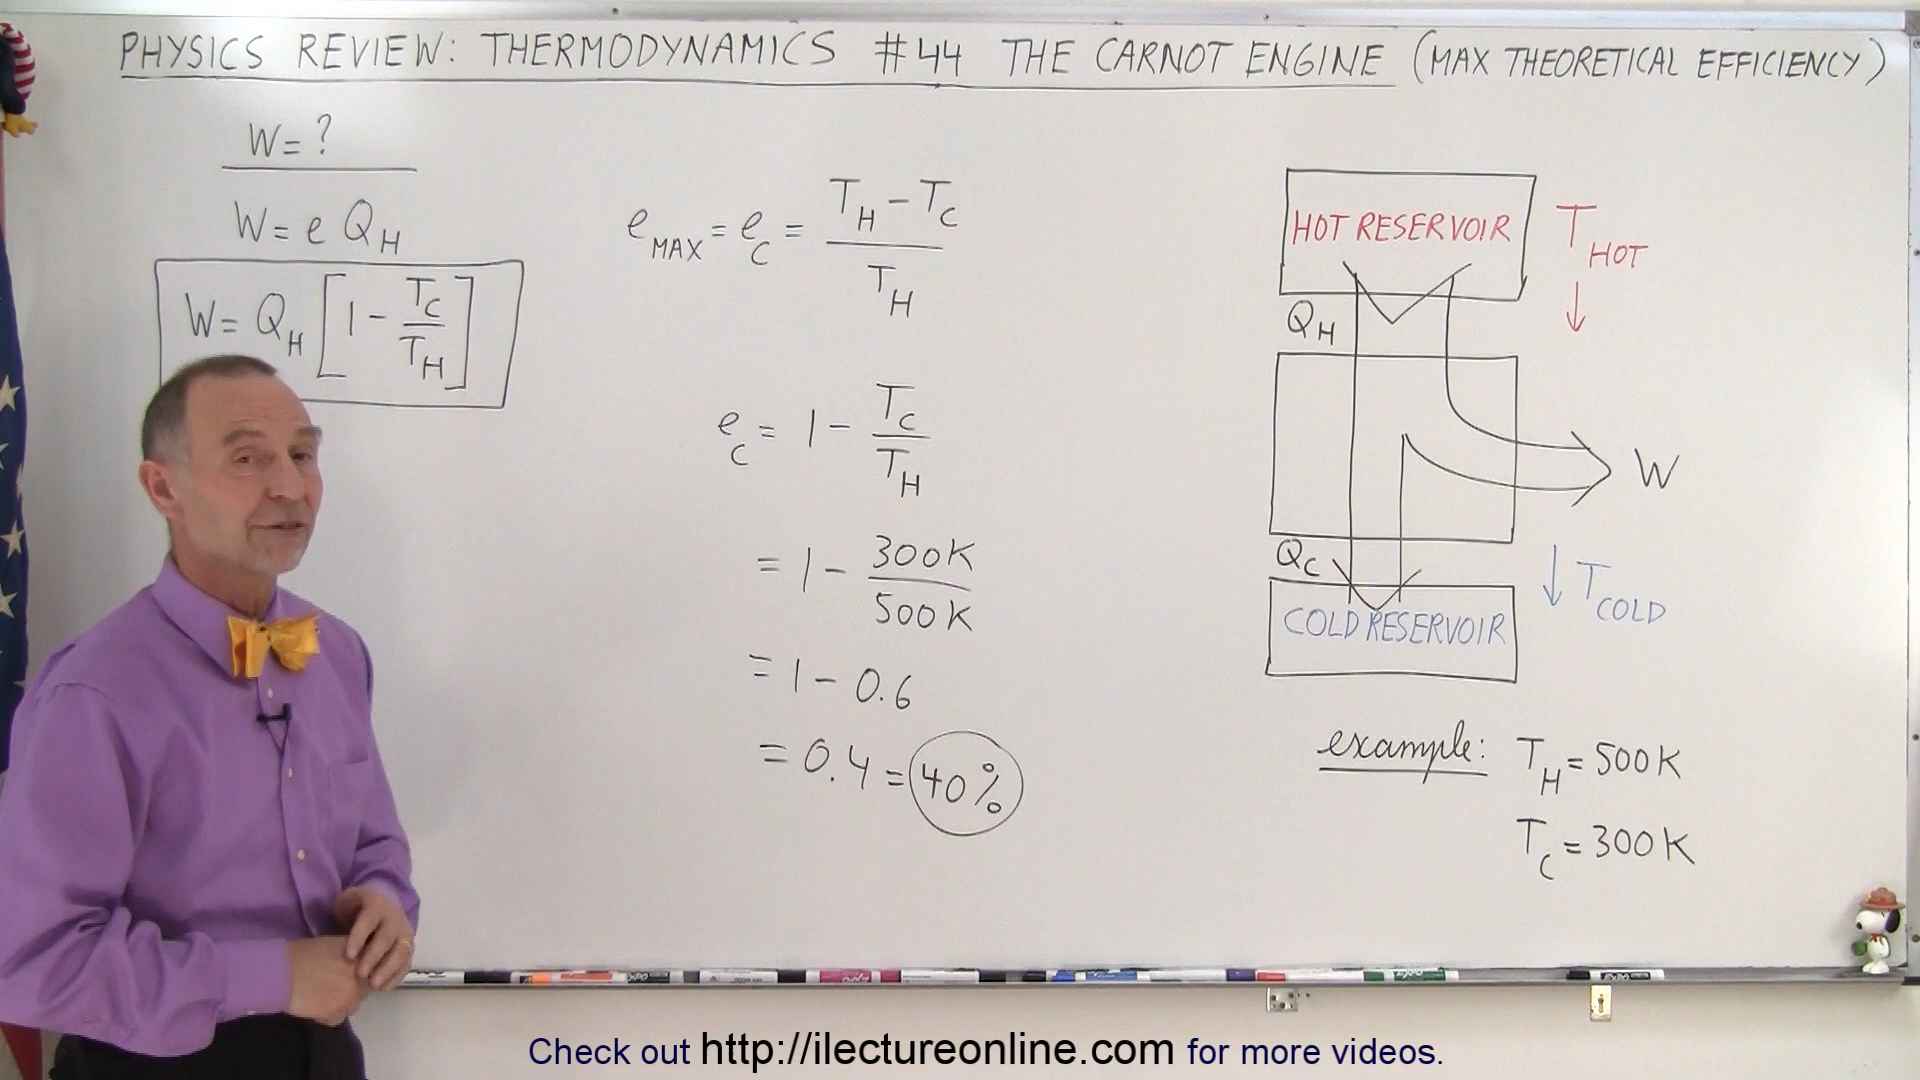 PHYSICS REVIEW: THERMODYNAMICS #44 THE CARNOT ENGINE (MAX THEORETICAL EFFICIENCY)
W = ?
W = e Q_H
W = Q_H [1 - T_C/T_H]
e_MAX = e_C = (T_H - T_C)/T_H
e_C = 1 - T_C/T_H
= 1 - 300K/500K
= 1 - 0.6
= 0.4 = 40%
HOT RESERVOIR
T_HOT
Q_H
W
Q_C
T_COLD
COLD RESERVOIR
example: T_H = 500K
T_C = 300K
Check out http://ilectureonline.com for more videos.